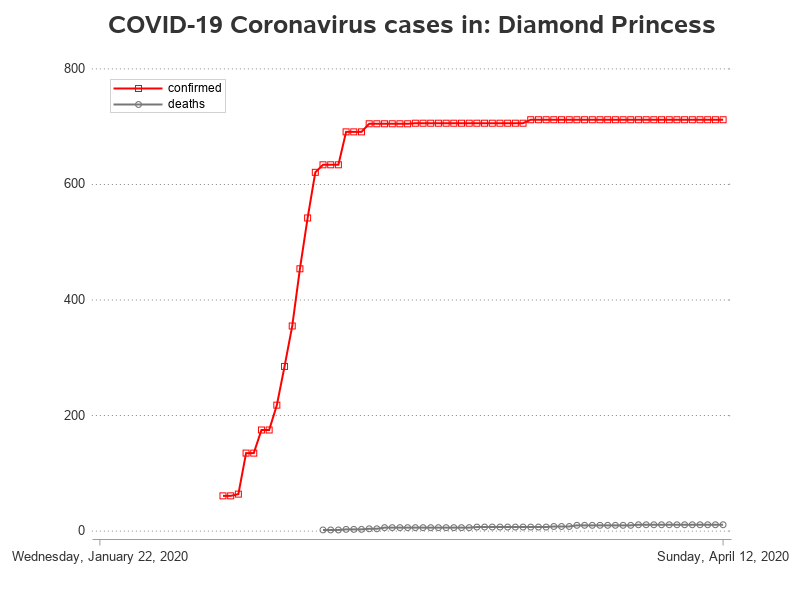 COVID-19 Coronavirus cases in: Diamond Princess
800
confirmed
deaths
600
400
200
0
Wednesday, January 22, 2020
Sunday, April 12, 2020